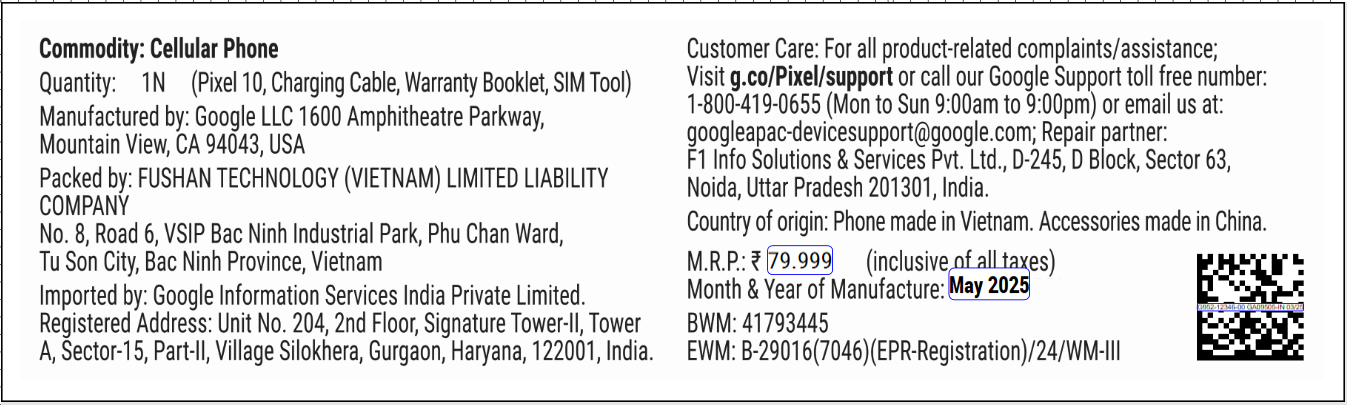 Commodity: Cellular Phone
Quantity: 1N (Pixel 10, Charging Cable, Warranty Booklet, SIM Tool)
Manufactured by: Google LLC 1600 Amphitheatre Parkway,
Mountain View, CA 94043, USA
Packed by: FUSHAN TECHNOLOGY (VIETNAM) LIMITED LIABILITY
COMPANY
No. 8, Road 6, VSIP Bac Ninh Industrial Park, Phu Chan Ward,
Tu Son City, Bac Ninh Province, Vietnam
Imported by: Google Information Services India Private Limited.
Registered Address: Unit No. 204, 2nd Floor, Signature Tower-II, Tower
A, Sector-15, Part-II, Village Silokhera, Gurgaon, Haryana, 122001, India.
Customer Care: For all product-related complaints/assistance;
Visit g.co/Pixel/support or call our Google Support toll free number:
1-800-419-0655 (Mon to Sun 9:00am to 9:00pm) or email us at:
googleapac-devicesupport@google.com; Repair partner:
F1 Info Solutions & Services Pvt. Ltd., D-245, D Block, Sector 63,
Noida, Uttar Pradesh 201301, India.
Country of origin: Phone made in Vietnam. Accessories made in China.
M.R.P.: ₹ 79.999 (inclusive of all taxes)
Month & Year of Manufacture: May 2025
BWM: 41793445
EWM: B-29016(7046)(EPR-Registration)/24/WM-III